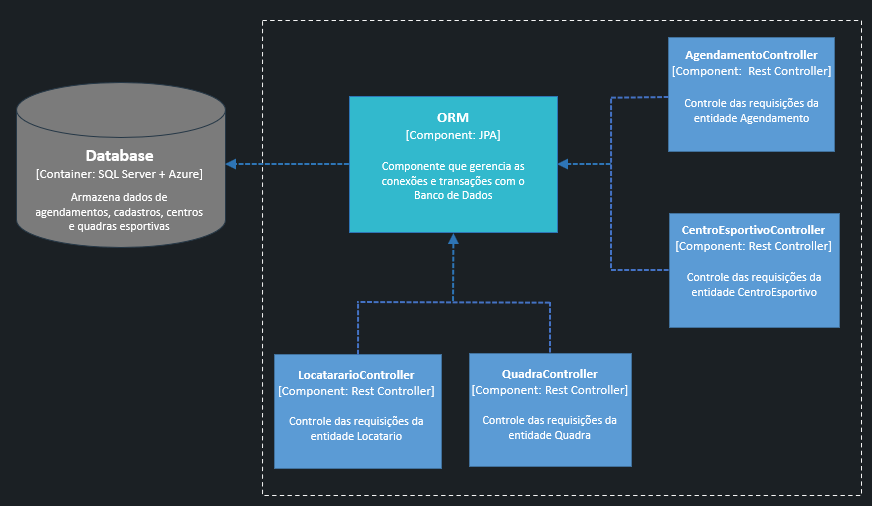 Database
[Container: SQL Server + Azure]
Armazena dados de
agendamentos, cadastros, centros
e quadras esportivas
ORM
[Component: JPA]
Componente que gerencia as
conexões e transações com o
Banco de Dados
AgendamentoController
[Component:  Rest Controller]
Controle das requisições da
entidade Agendamento
CentroEsportivoController
[Component: Rest Controller]
Controle das requisições da
entidade CentroEsportivo
LocatararioController
[Component: Rest Controller]
Controle das requisições da
entidade Locatario
QuadraController
[Component: Rest Controller]
Controle das requisições da
entidade Quadra